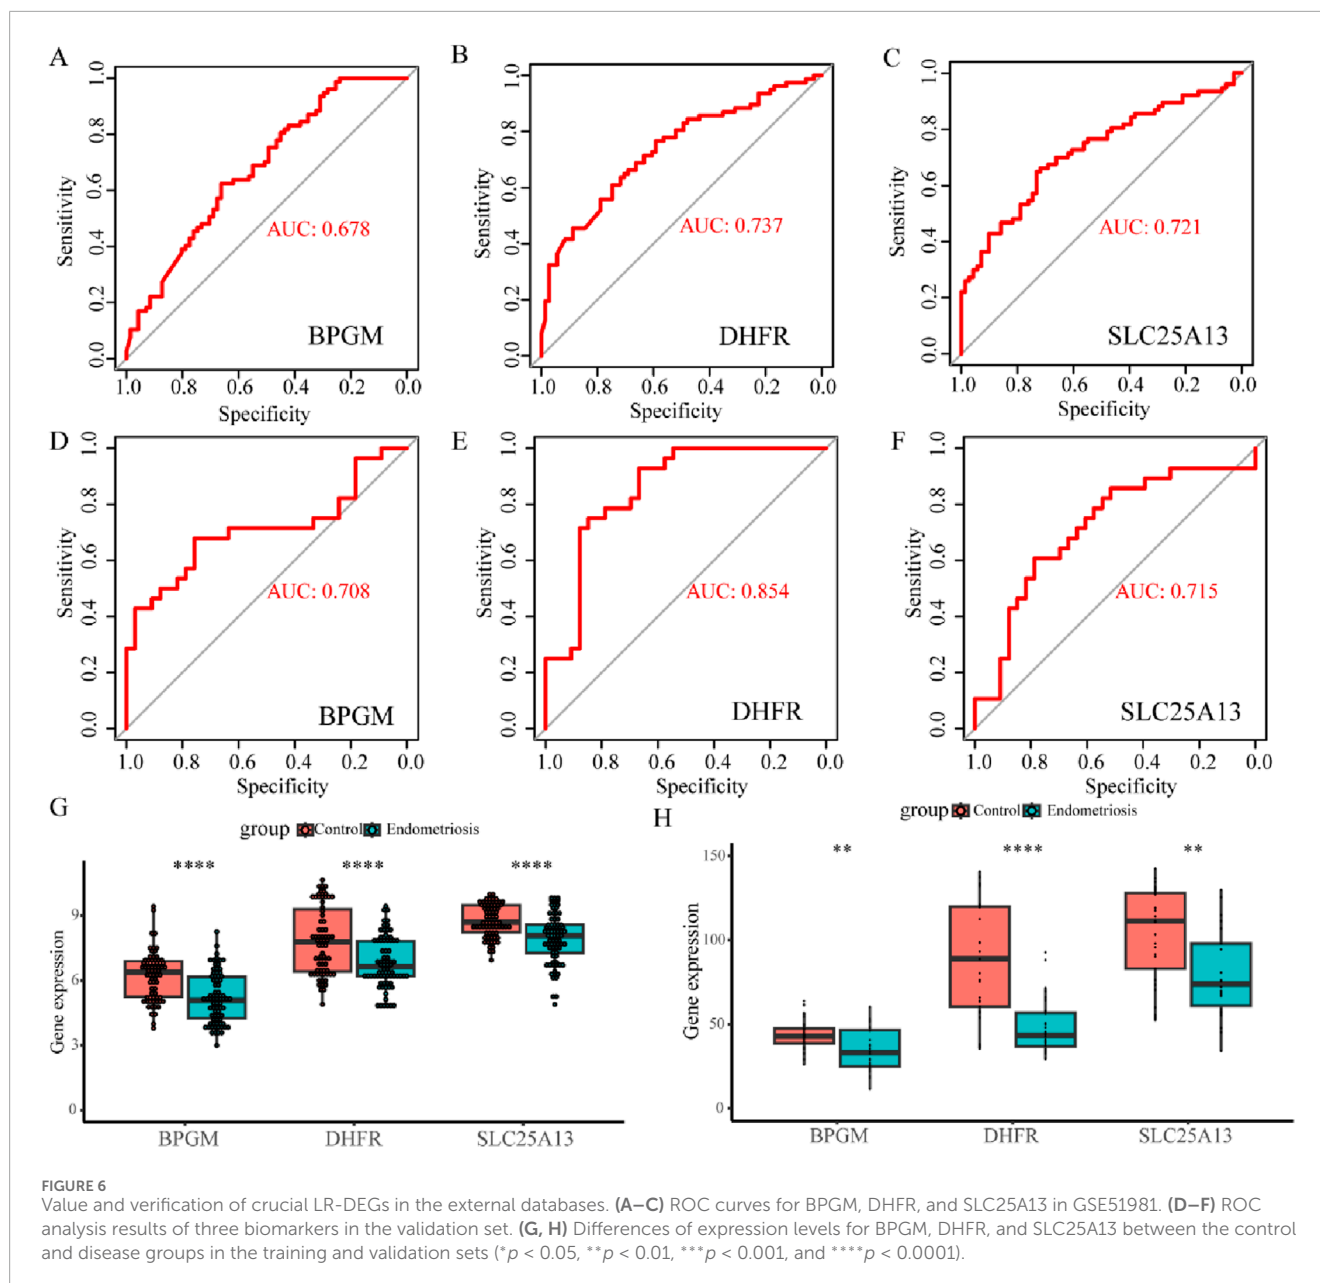 A
1.0
0.8
0.6
0.4
0.2
0.0
Sensitivity
AUC: 0.678
BPGM
1.0 0.8 0.6 0.4 0.2 0.0
Specificity
B
1.0
0.8
0.6
0.4
0.2
0.0
Sensitivity
AUC: 0.737
DHFR
1.0 0.8 0.6 0.4 0.2 0.0
Specificity
C
1.0
0.8
0.6
0.4
0.2
0.0
Sensitivity
AUC: 0.721
SLC25A13
1.0 0.8 0.6 0.4 0.2 0.0
Specificity
D
1.0
0.8
0.6
0.4
0.2
0.0
Sensitivity
AUC: 0.708
BPGM
1.0 0.8 0.6 0.4 0.2 0.0
Specificity
E
1.0
0.8
0.6
0.4
0.2
0.0
Sensitivity
AUC: 0.854
DHFR
1.0 0.8 0.6 0.4 0.2 0.0
Specificity
F
1.0
0.8
0.6
0.4
0.2
0.0
Sensitivity
AUC: 0.715
SLC25A13
1.0 0.8 0.6 0.4 0.2 0.0
Specificity
G
group Control Endometriosis
**** **** ****
9
6
3
0
Gene expression
BPGM DHFR SLC25A13
H
group Control Endometriosis
** **** **
150
100
50
0
Gene expression
BPGM DHFR SLC25A13
FIGURE 6
Value and verification of crucial LR-DEGs in the external databases. (A–C) ROC curves for BPGM, DHFR, and SLC25A13 in GSE51981. (D–F) ROC
analysis results of three biomarkers in the validation set. (G, H) Differences of expression levels for BPGM, DHFR, and SLC25A13 between the control
and disease groups in the training and validation sets (*p < 0.05, **p < 0.01, ***p < 0.001, and ****p < 0.0001).